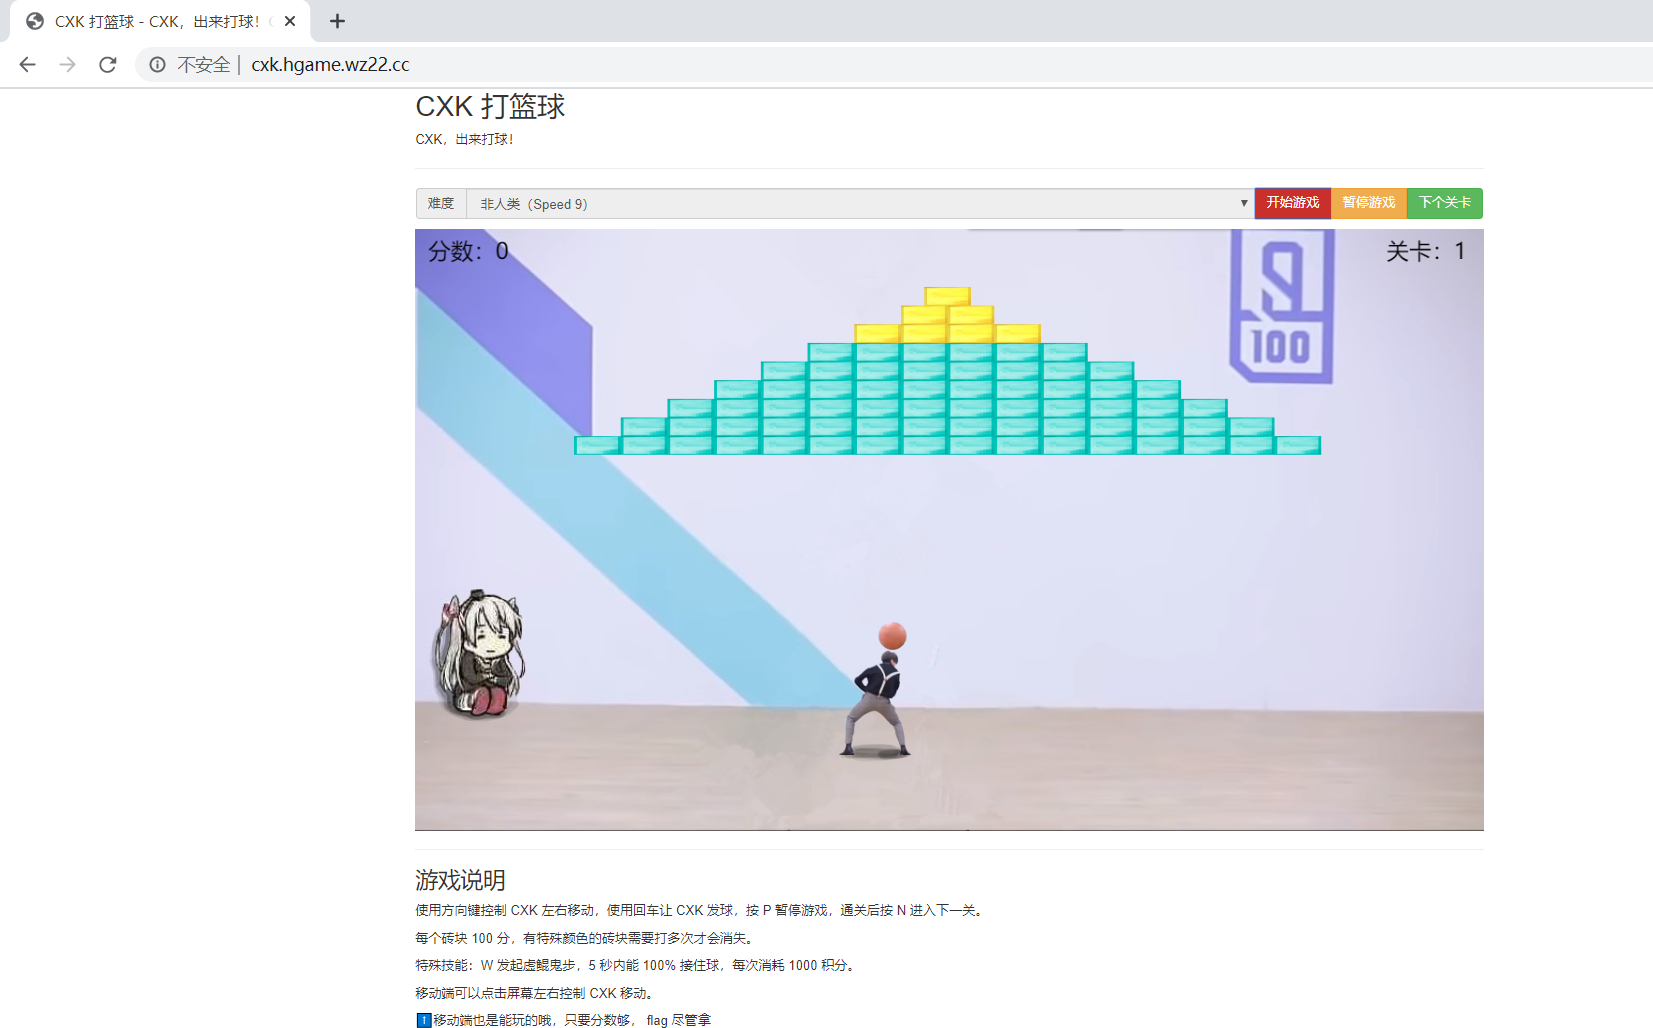 CXK 打篮球 - CXK，出来打球！
不安全 | cxk.hgame.wz22.cc
CXK 打篮球
CXK，出来打球！
难度 非人类（Speed 9） 开始游戏 暂停游戏 下个关卡
分数：0 关卡：1
9
100
游戏说明
使用方向键控制 CXK 左右移动，使用回车让 CXK 发球，按 P 暂停游戏，通关后按 N 进入下一关。
每个砖块 100 分，有特殊颜色的砖块需要打多次才会消失。
特殊技能：W 发起虚鲲鬼步，5 秒内能 100% 接住球，每次消耗 1000 积分。
移动端可以点击屏幕左右控制 CXK 移动。
移动端也是能玩的哦，只要分数够， flag 尽管拿